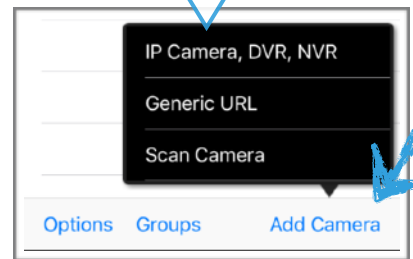 IP Camera, DVR, NVR
Generic URL
Scan Camera
Options Groups Add Camera